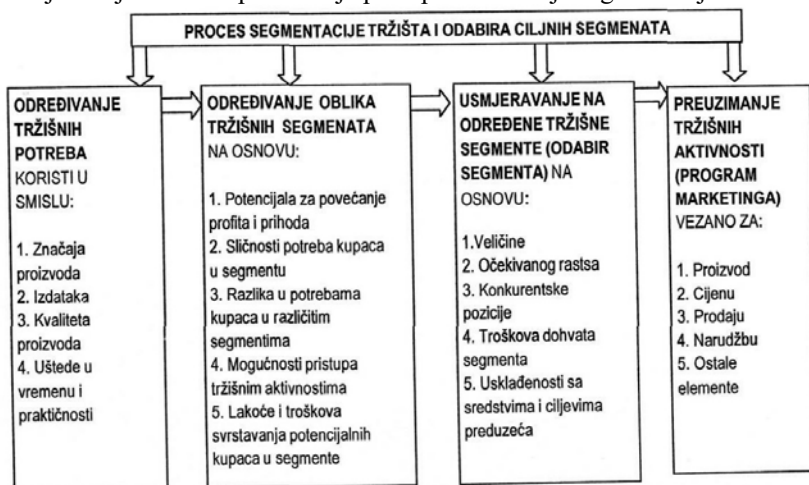 PROCES SEGMENTACIJE TRŽIŠTA I ODABIRA CILJNIH SEGMENATA
ODREĐIVANJE
TRŽIŠNIH
POTREBA
KORISTI U
SMISLU:
1. Značaja
proizvoda
2. Izdataka
3. Kvaliteta
proizvoda
4. Uštede u
vremenu i
praktičnosti
ODREĐIVANJE OBLIKA
TRŽIŠNIH SEGMENATA
NA OSNOVU:
1. Potencijala za povećanje
profita i prihoda
2. Sličnosti potreba kupaca
u segmentu
3. Razlika u potrebama
kupaca u različitim
segmentima
4. Mogućnosti pristupa
tržišnim aktivnostima
5. Lakoće i troškova
svrstavanja potencijalnih
kupaca u segmente
USMJERAVANJE NA
ODREĐENE TRŽIŠNE
SEGMENTE (ODABIR
SEGMENTA) NA
OSNOVU:
1.Veličine
2. Očekivanog rastsa
3. Konkurentske
pozicije
4. Troškova dohvata
segmenta
5. Usklađenosti sa
sredstvima i ciljevima
preduzeća
PREUZIMANJE
TRŽIŠNIH
AKTIVNOSTI
(PROGRAM
MARKETINGA)
VEZANO ZA:
1. Proizvod
2. Cijenu
3. Prodaju
4. Narudžbu
5. Ostale
elemente